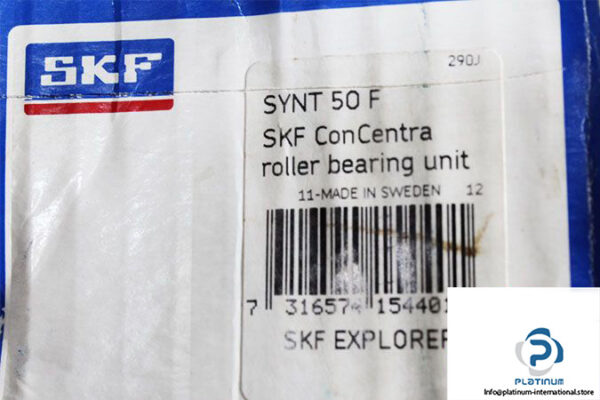 SKF
290J
SYNT 50 F
SKF ConCentra
roller bearing unit
11-MADE IN SWEDEN 12
7 316574 154401
SKF EXPLORER
PLATINUM
Info@platinum-international.store